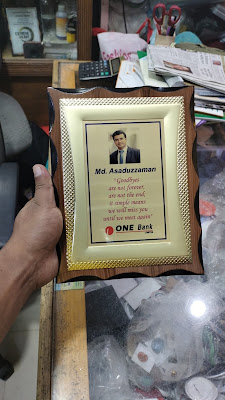 Md. Asaduzzaman
"Goodbyes
are not forever,
are not the end,
it simple means
we will miss you
until we meet again"
ONE Bank